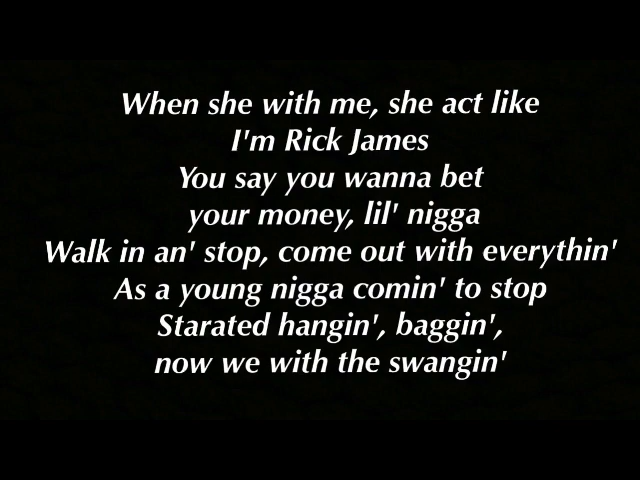 When she with me, she act like
I'm Rick James
You say you wanna bet
your money, lil' nigga
Walk in an' stop, come out with everythin'
As a young nigga comin' to stop
Starated hangin', baggin',
now we with the swangin'